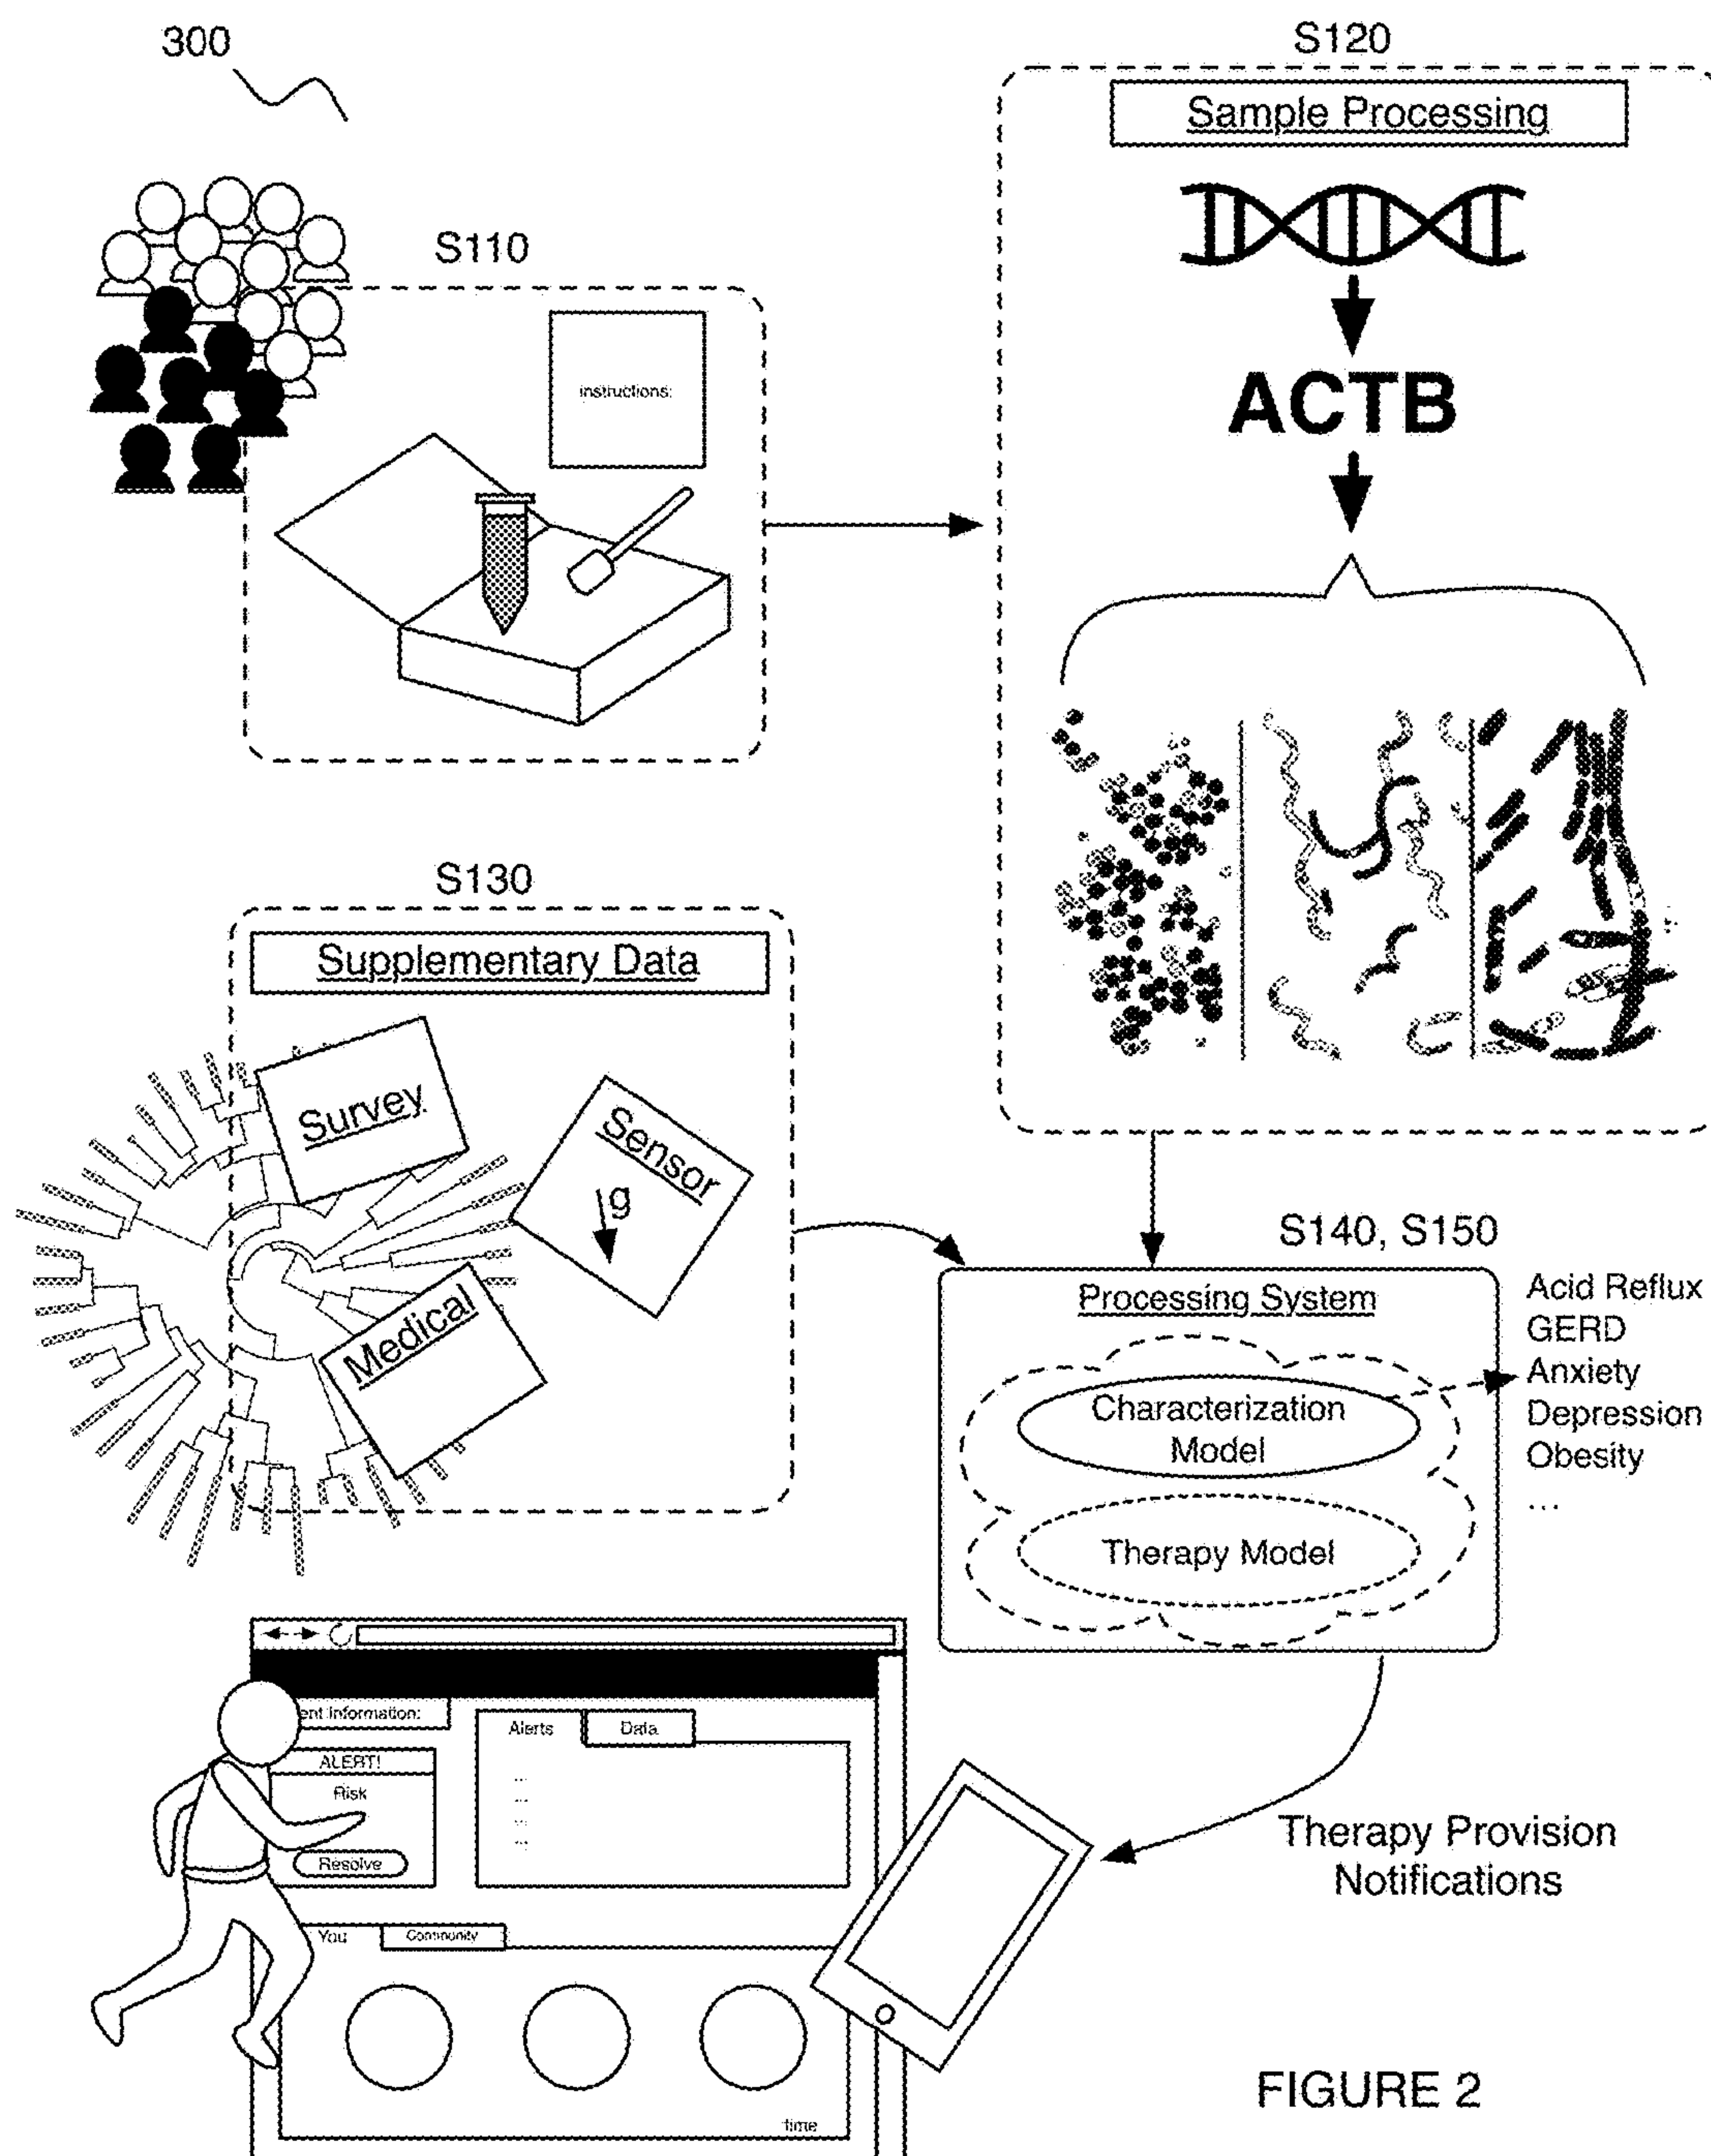 300
S110
instructions:
S120
Sample Processing
ACTB
S130
Supplementary Data
Survey
Sensor
g
Medical
S140, S150
Processing System
Characterization
Model
Therapy Model
Acid Reflux
GERD
Anxiety
Depression
Obesity
...
ent Information:
ALERT!
Risk
Resolve
Alerts
Data
...
...
...
...
You
Community
time
Therapy Provision
Notifications
FIGURE 2